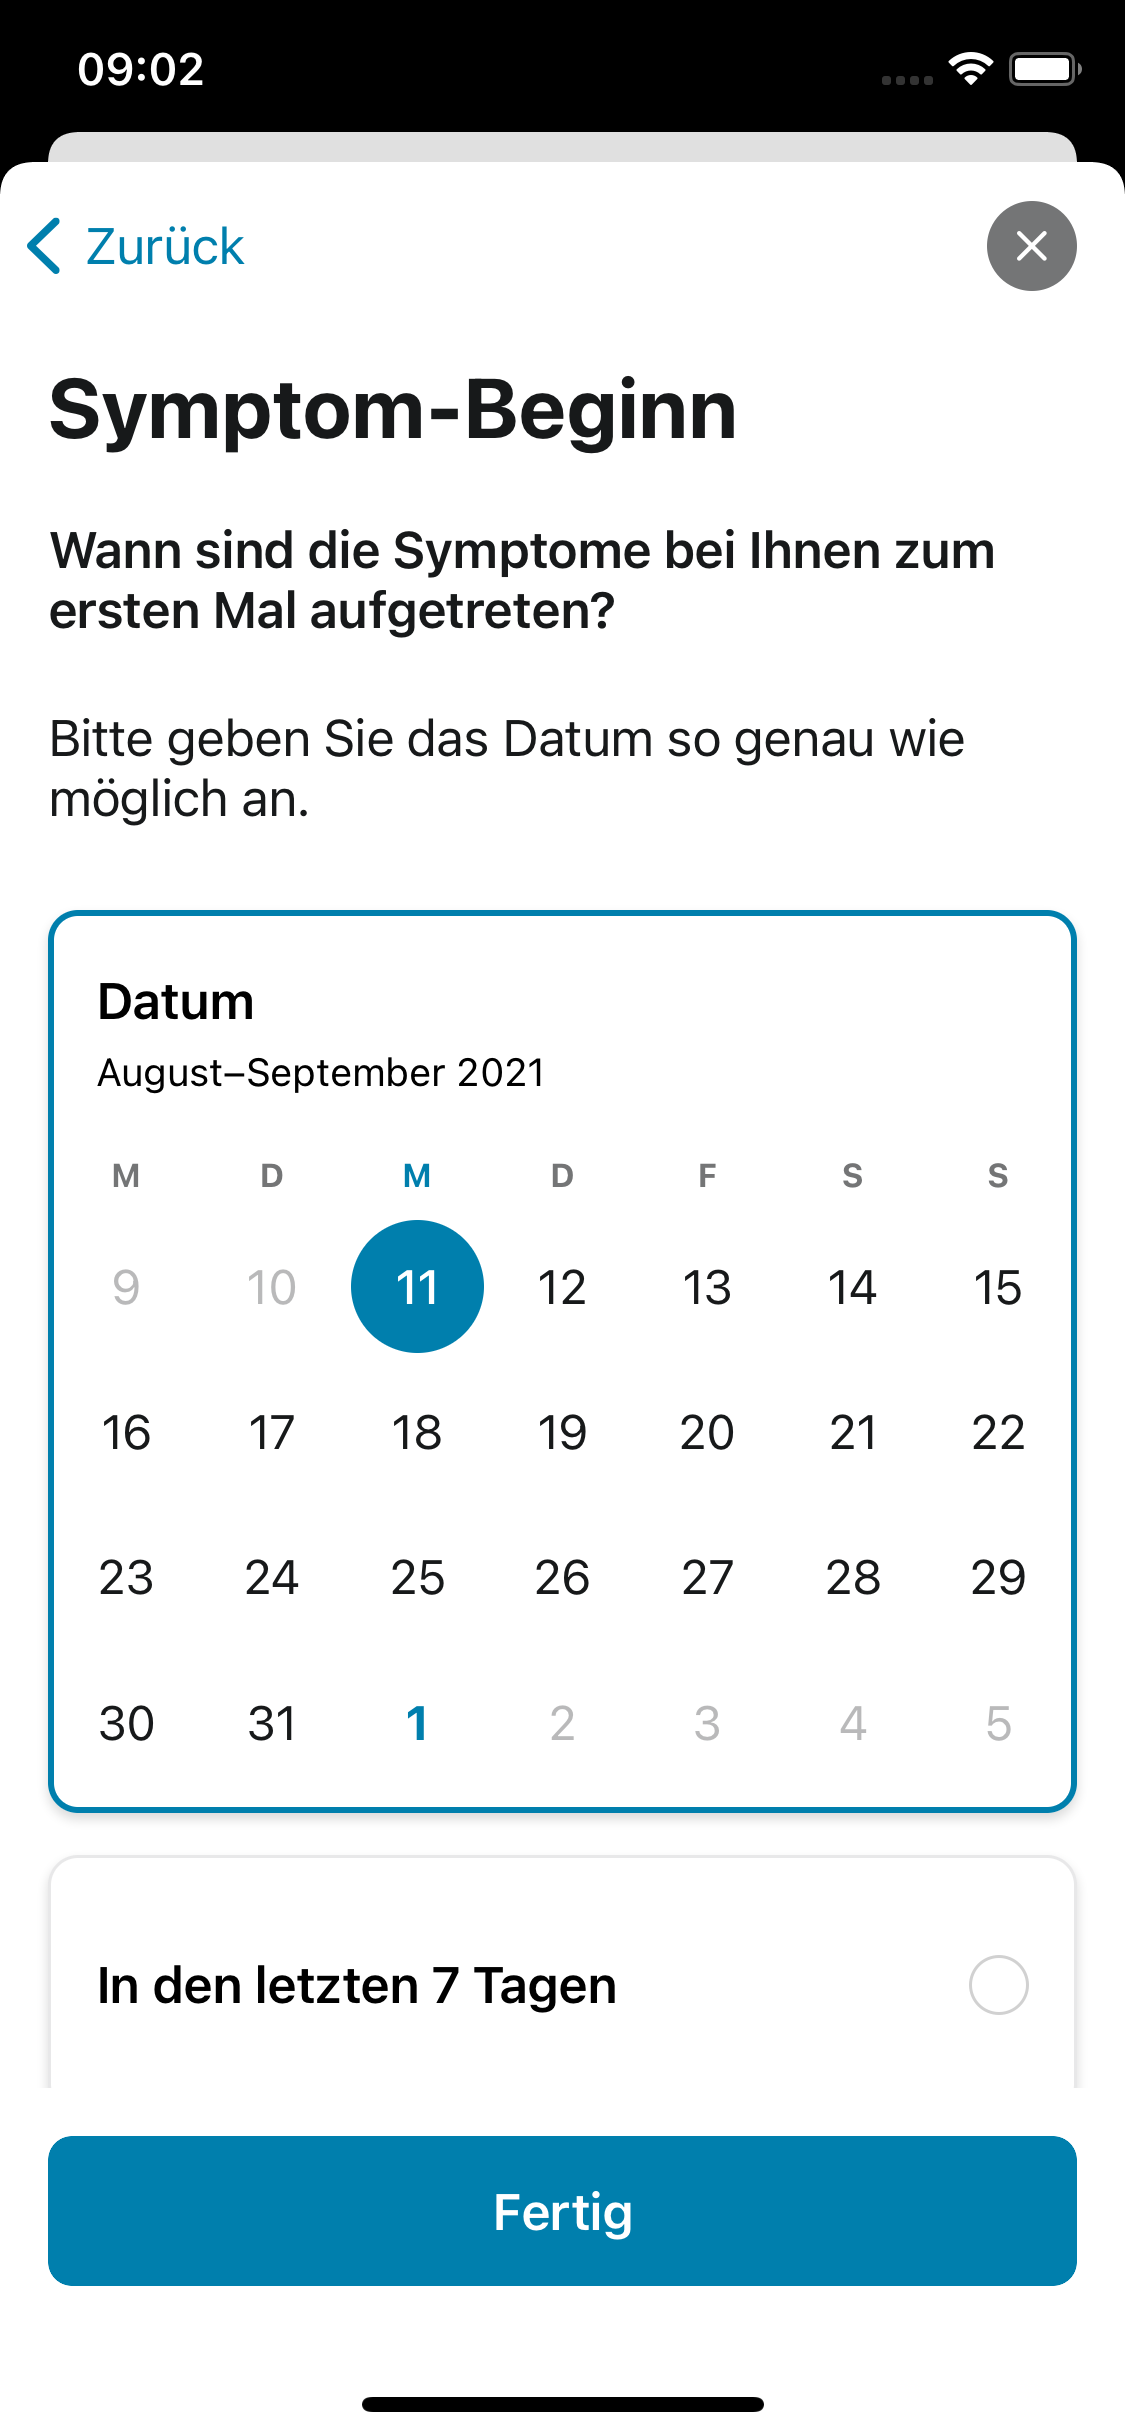 09:02
Zurück
Symptom-Beginn
Wann sind die Symptome bei Ihnen zum
ersten Mal aufgetreten?
Bitte geben Sie das Datum so genau wie
möglich an.
Datum
August–September 2021
M D M D F S S
9 10 11 12 13 14 15
16 17 18 19 20 21 22
23 24 25 26 27 28 29
30 31 1 2 3 4 5
In den letzten 7 Tagen
Fertig